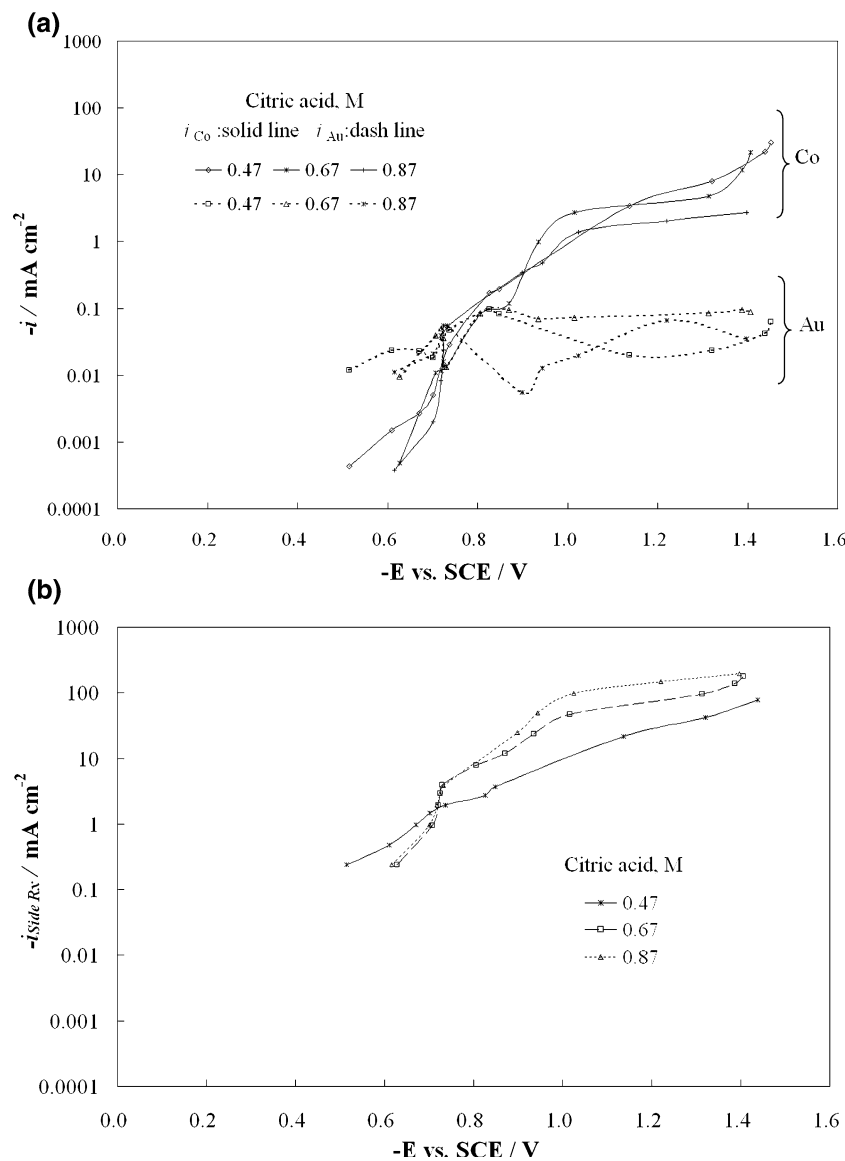 (a)
1000
100
10
1
0.1
0.01
0.001
0.0001
-i / mA cm-2
Citric acid, M
i Co :solid line i Au:dash line
0.47 0.67 0.87
0.47 0.67 0.87
Co
Au
0.0 0.2 0.4 0.6 0.8 1.0 1.2 1.4 1.6
-E vs. SCE / V
(b)
1000
100
10
1
0.1
0.01
0.001
0.0001
-iSide Rx / mA cm-2
Citric acid, M
0.47
0.67
0.87
0.0 0.2 0.4 0.6 0.8 1.0 1.2 1.4 1.6
-E vs. SCE / V